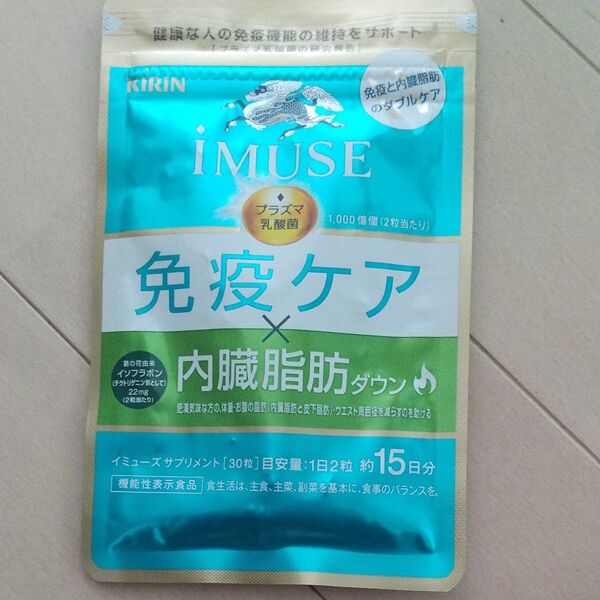 健康な人の免疫機能の維持をサポート
[プラズマ乳酸菌の研究報告]
KIRIN
免疫と内臓脂肪
のダブルケア
iMUSE
プラズマ
乳酸菌
1,000億個(2粒当たり)
免疫ケア
×
内臓脂肪ダウン
葛の花由来
イソフラボン
(テクトリゲニン類として)
22mg
(2粒当たり)
肥満気味な方の、体重・お腹の脂肪(内臓脂肪と皮下脂肪)・ウエスト周囲径を減らすのを助ける
イミューズ サプリメント[30粒] 目安量:1日2粒 約15日分
機能性表示食品 食生活は、主食、主菜、副菜を基本に、食事のバランスを。